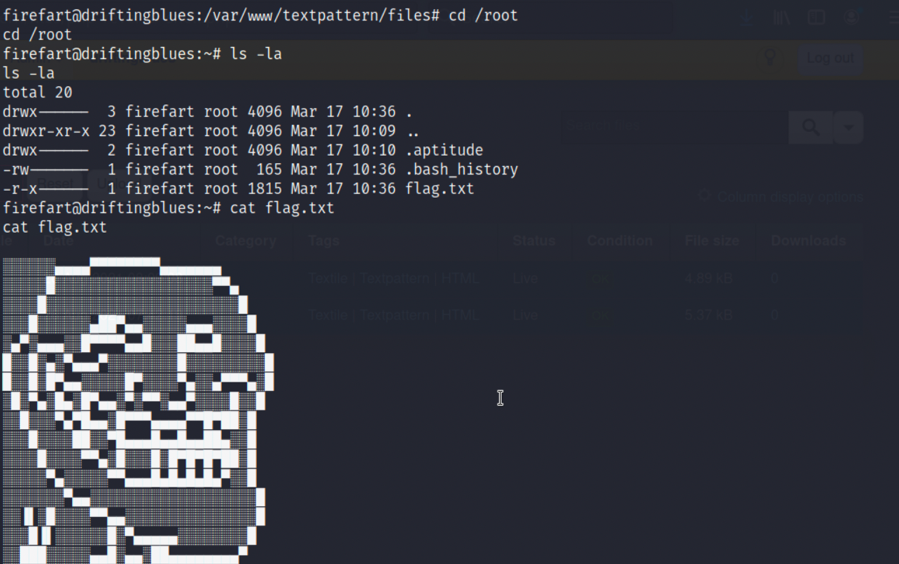 firefart@driftingblues:/var/www/textpattern/files# cd /root
cd /root
firefart@driftingblues:~# ls -la
ls -la
Log out
total 20
drwx------  3 firefart root 4096 Mar 17 10:36 .
drwxr-xr-x 23 firefart root 4096 Mar 17 10:09 ..
drwx------  2 firefart root 4096 Mar 17 10:10 .aptitude
-rw-------  1 firefart root  165 Mar 17 10:36 .bash_history
-r-x------  1 firefart root 1815 Mar 17 10:36 flag.txt
Column display options
firefart@driftingblues:~# cat flag.txt
cat flag.txt
Date Category Tags Status Condition File size Downloads
Textile | Textpattern | HTML Live 4.89 kB 0
Textile | Textpattern | HTML Live 5.87 kB 0